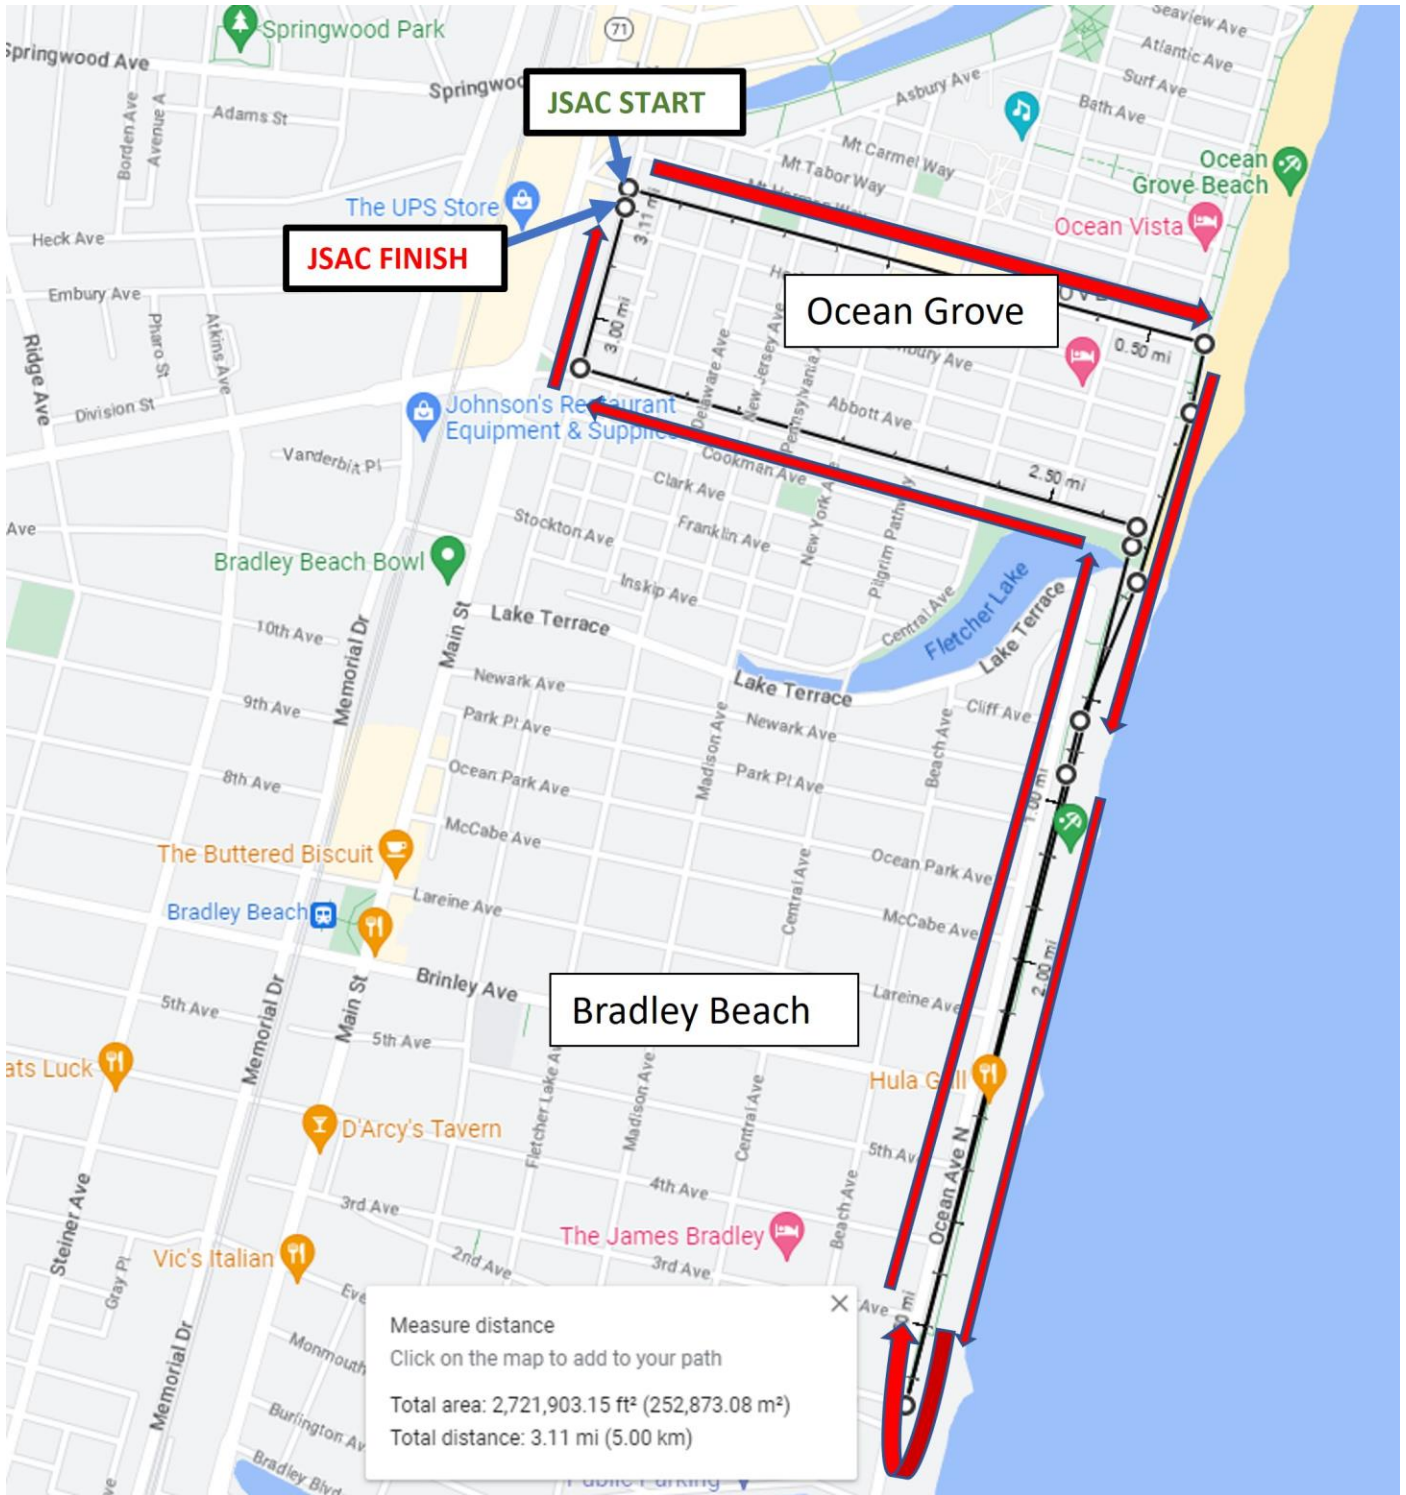 Springwood Park
71
Seaview Ave
Springwood Ave
Atlantic Ave
Surf Ave
Bath Ave
Asbury Ave
Springwoo
JSAC START
Borden Ave
Avenue A
Adams St
Mt Carmel Way
Mt Tabor Way
Ocean
Grove Beach
The UPS Store
3.11 mi
Ocean Vista
Heck Ave
JSAC FINISH
Embury Ave
Ocean Grove
0.50 mi
3.00 mi
Ridge Ave
Pharo St
Atkins Ave
Delaware Ave
New Jersey Ave
Division St
Johnson's Restaurant
Equipment & Supplies
Abbott Ave
Vanderbilt Pl
Cookman Ave
2.50 mi
Clark Ave
Stockton Ave
Franklin Ave
New York A
Pilgrim Pathway
Ave
Bradley Beach Bowl
Inskip Ave
Fletcher Lake
Central Ave
Lake Terrace
10th Ave
Lake Terrace
Memorial Dr
Main St
Newark Ave
Lake Terrace
9th Ave
Park Pl Ave
Madison Ave
Newark Ave
Beach Ave
Cliff Ave
8th Ave
Ocean Park Ave
Park Pl Ave
1.00 mi
McCabe Ave
The Buttered Biscuit
Ocean Park Ave
Lareine Ave
Central Ave
McCabe Ave
Bradley Beach
Brinley Ave
2.00 mi
Bradley Beach
Lareine Ave
5th Ave
Memorial Dr
Main St
5th Ave
ats Luck
Hula G ll
Fletcher Lake Av
Madison Ave
Central Ave
D'Arcy's Tavern
5th Av
Ocean Ave N
4th Ave
Steiner Ave
3rd Ave
Beach Ave
The James Bradley
Vic's Italian
2nd Ave
3rd Ave
Gray Pl
Eve
Ave
0 mi
Measure distance
Click on the map to add to your path
Monmouth
Total area: 2,721,903.15 ft² (252,873.08 m²)
Total distance: 3.11 mi (5.00 km)
Memorial Dr
Burlington Av
Bradley Blvd
Public Parking